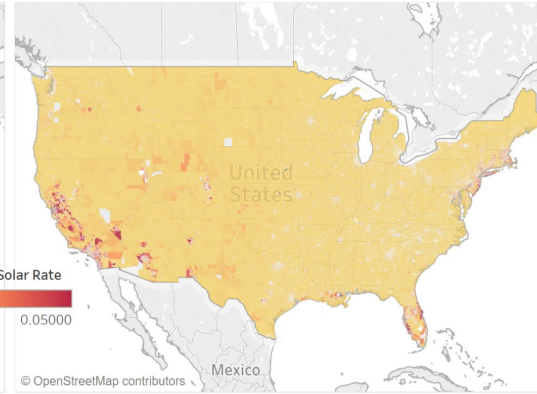 United
States
Solar Rate
0.05000
Mexico
© OpenStreetMap contributors